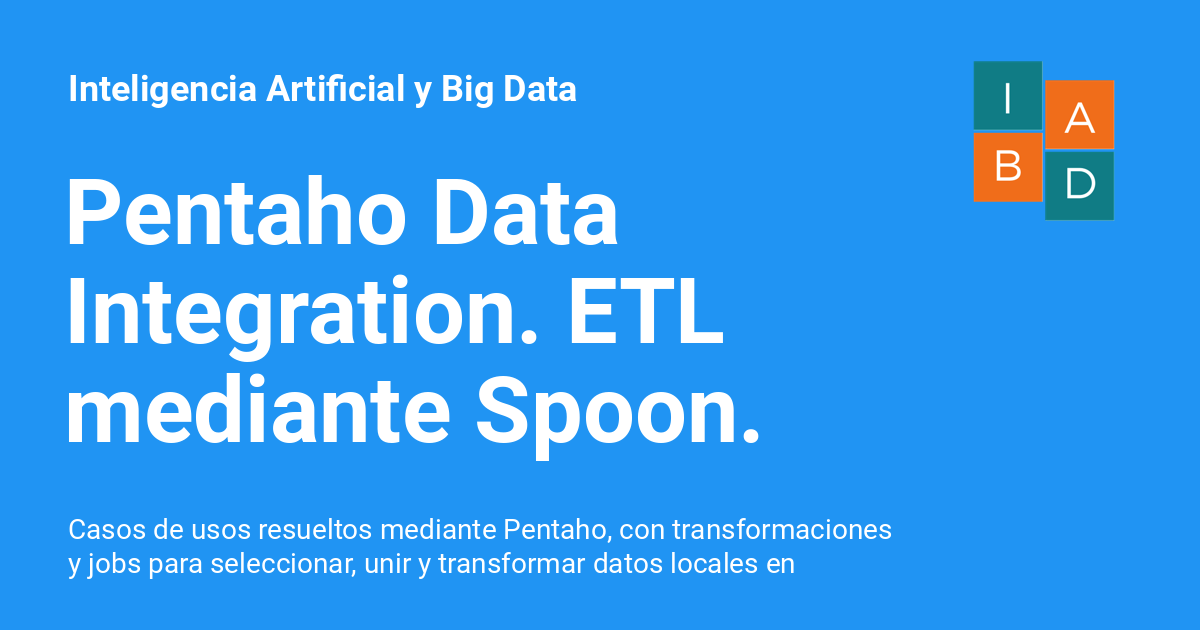 Inteligencia Artificial y Big Data
I
A
B
D
Pentaho Data
Integration. ETL
mediante Spoon.
Casos de usos resueltos mediante Pentaho, con transformaciones
y jobs para seleccionar, unir y transformar datos locales en